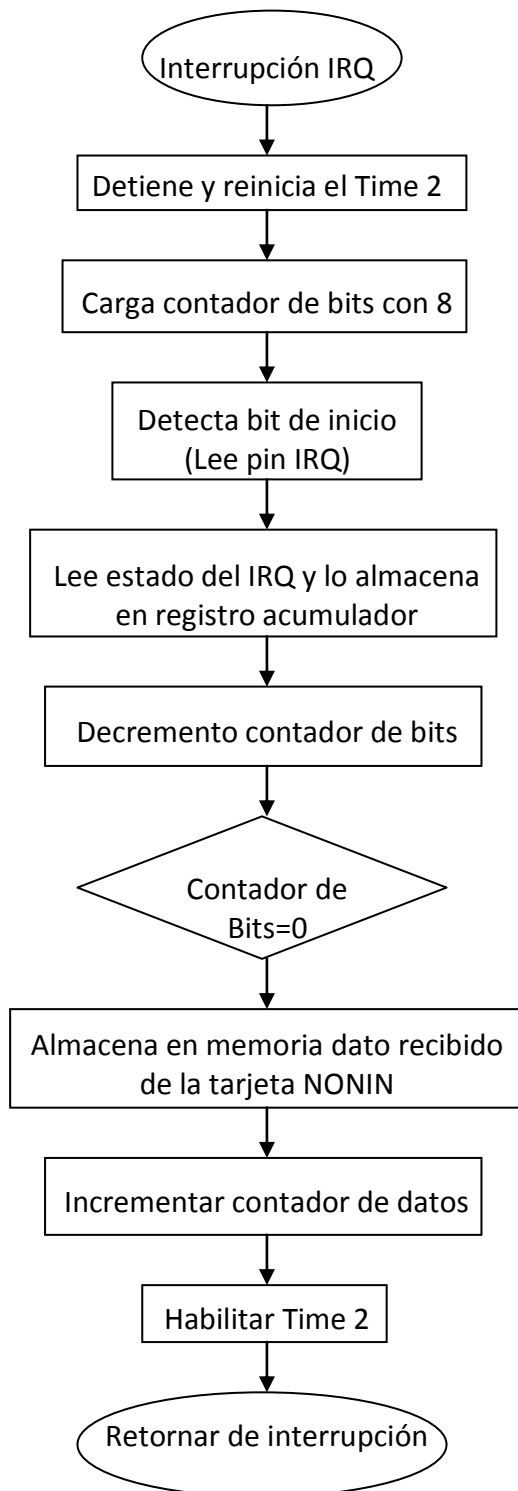 Interrupción IRQ
Detiene y reinicia el Time 2
Carga contador de bits con 8
Detecta bit de inicio
(Lee pin IRQ)
Lee estado del IRQ y lo almacena
en registro acumulador
Decremento contador de bits
Contador de
Bits=0
Almacena en memoria dato recibido
de la tarjeta NONIN
Incrementar contador de datos
Habilitar Time 2
Retornar de interrupción